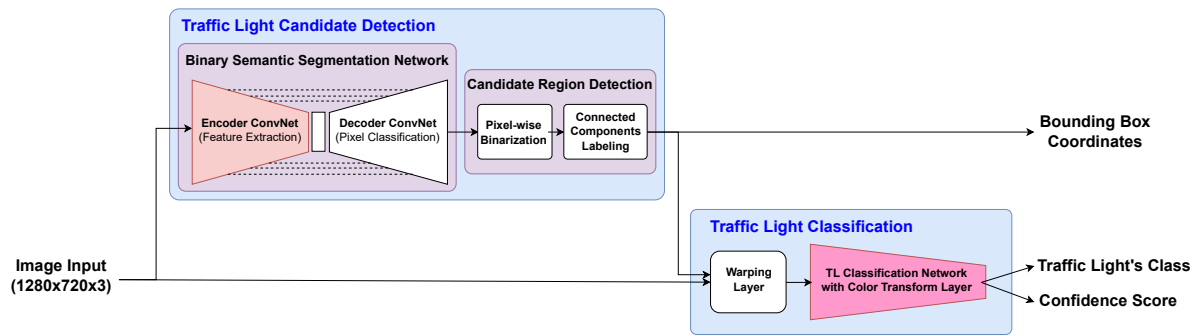 Traffic Light Candidate Detection
Binary Semantic Segmentation Network
Encoder ConvNet
(Feature Extraction)
Decoder ConvNet
(Pixel Classification)
Candidate Region Detection
Pixel-wise
Binarization
Connected
Components
Labeling
Bounding Box
Coordinates
Image Input
(1280x720x3)
Traffic Light Classification
Warping
Layer
TL Classification Network
with Color Transform Layer
Traffic Light's Class
Confidence Score